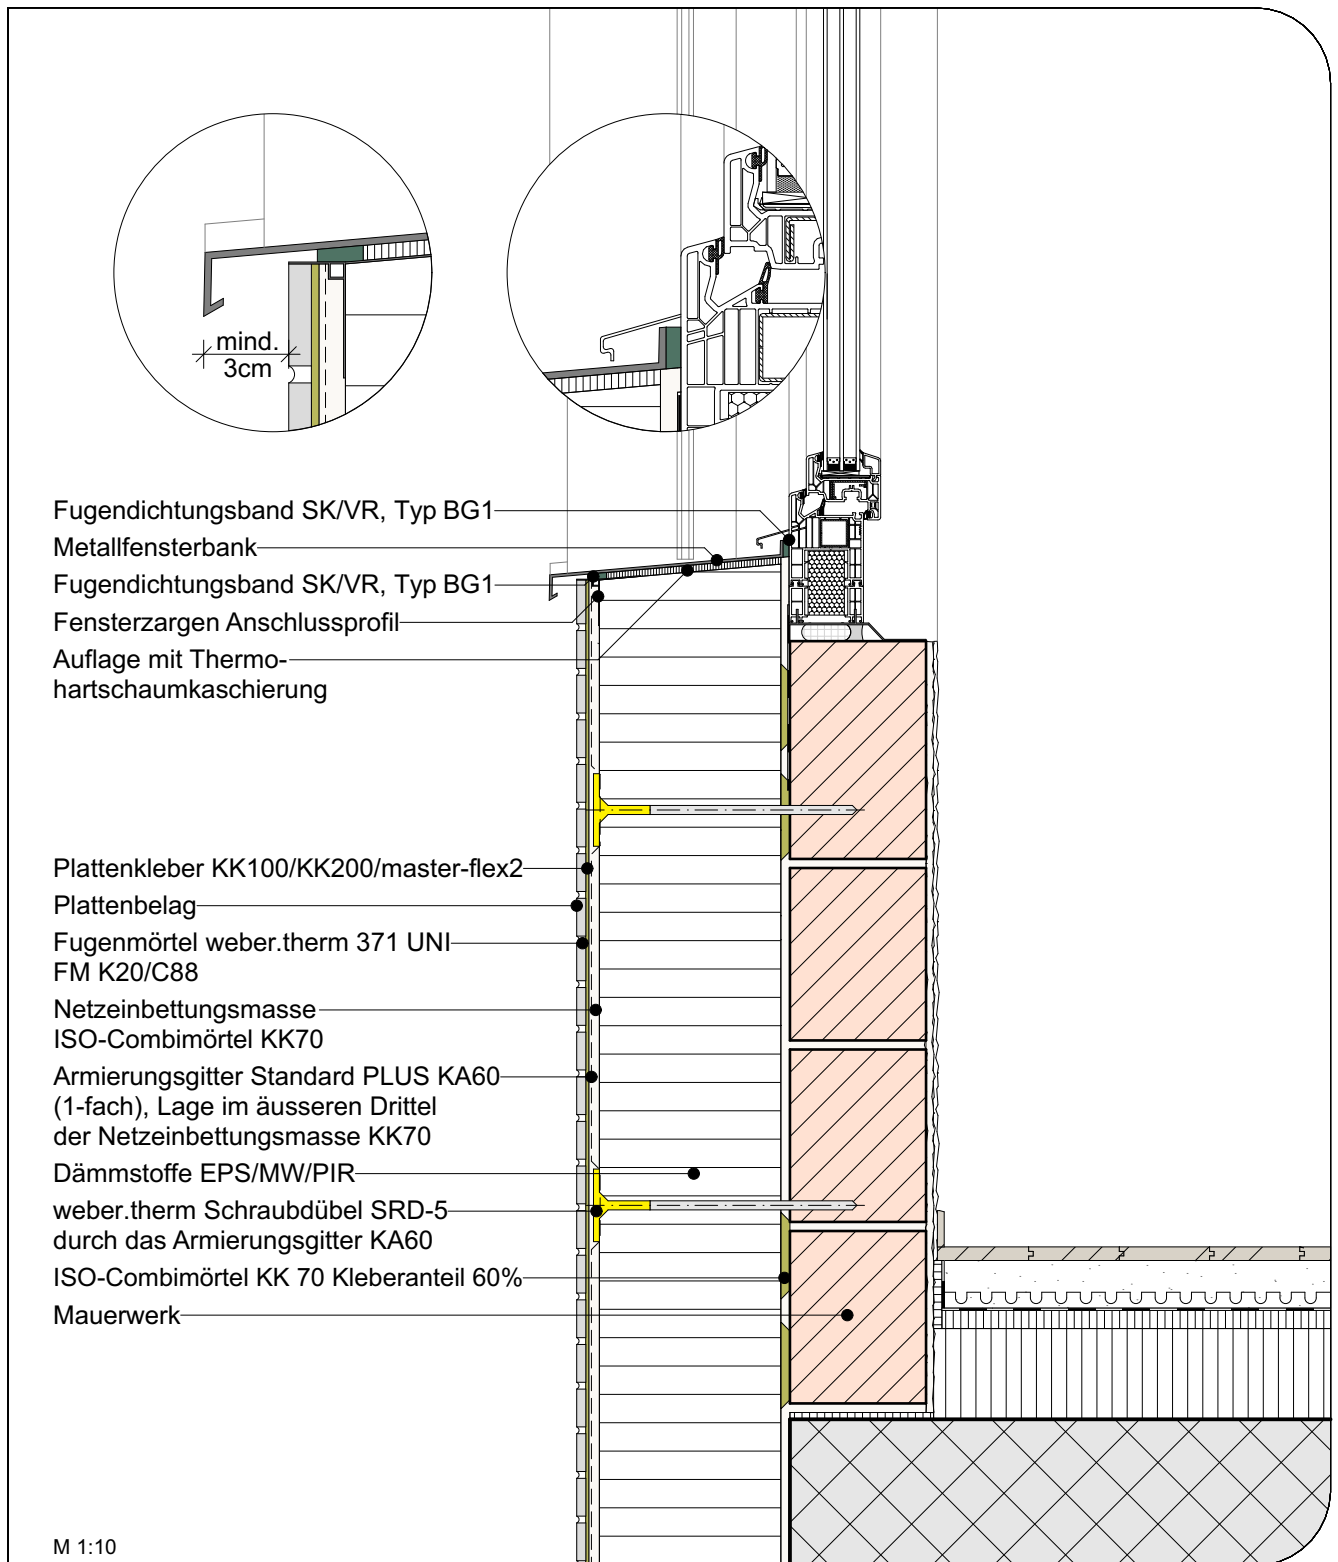 mind.
3cm
Fugendichtungsband SK/VR, Typ BG1
Metallfensterbank
Fugendichtungsband SK/VR, Typ BG1
Fensterzargen Anschlussprofil
Auflage mit Thermo-
hartschaumkaschierung
Plattenkleber KK100/KK200/master-flex2
Plattenbelag
Fugenmörtel weber.therm 371 UNI
FM K20/C88
Netzeinbettungsmasse
ISO-Combimörtel KK70
Armierungsgitter Standard PLUS KA60
(1-fach), Lage im äusseren Drittel
der Netzeinbettungsmasse KK70
Dämmstoffe EPS/MW/PIR
weber.therm Schraubdübel SRD-5
durch das Armierungsgitter KA60
ISO-Combimörtel KK 70 Kleberanteil 60%
Mauerwerk
M 1:10